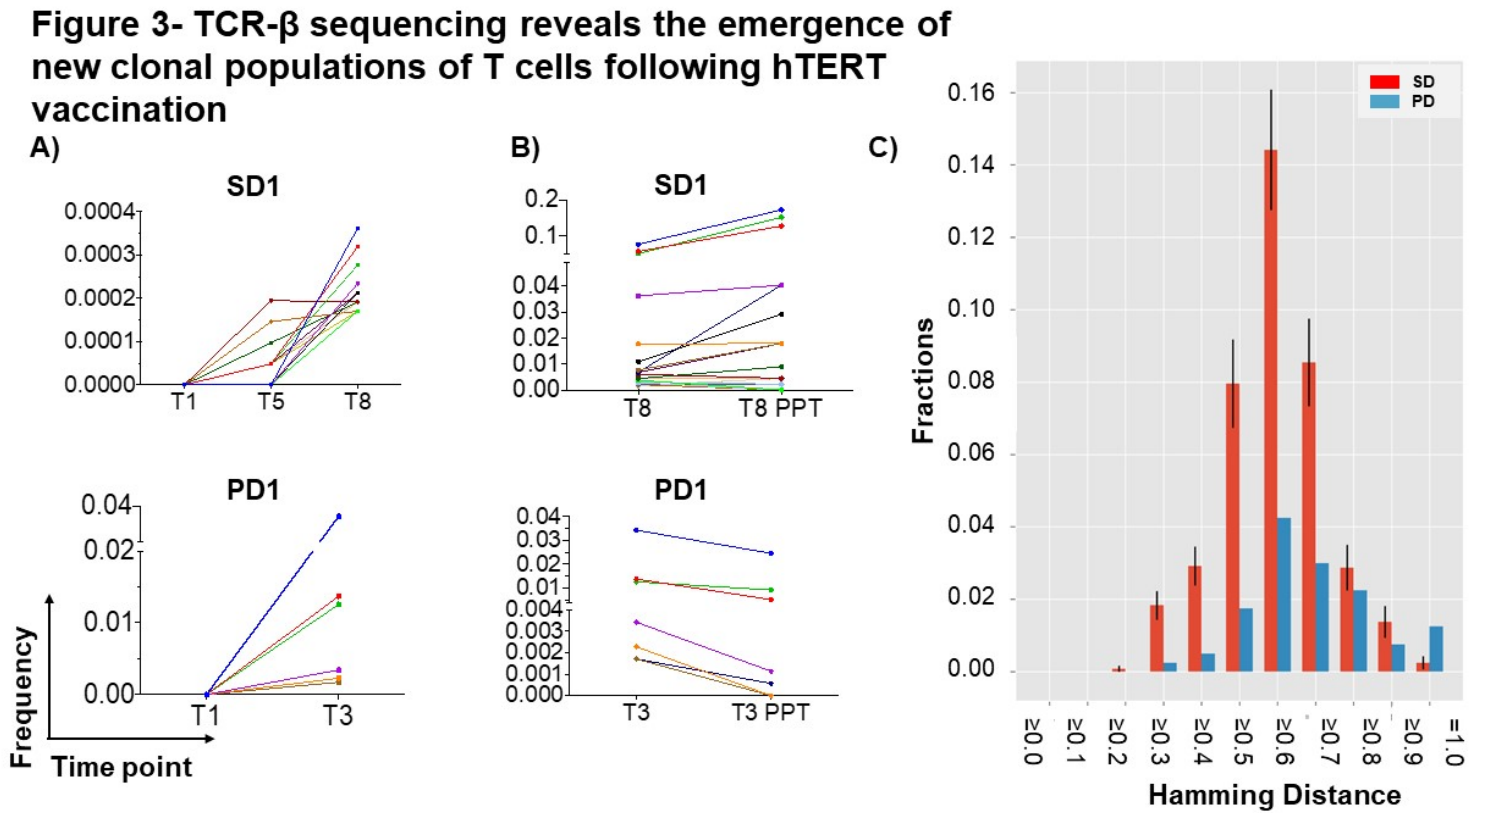 Figure 3- TCR-β sequencing reveals the emergence of
new clonal populations of T cells following hTERT
vaccination
A)
SD1
0.0004
0.0003
0.0002
0.0001
0.0000
T1 T5 T8
PD1
0.04
0.02
0.01
0.00
T1 T3
Frequency
Time point
B)
SD1
0.2
0.1
0.04
0.03
0.02
0.01
0.00
T8 T8 PPT
PD1
0.04
0.03
0.02
0.01
0.004
0.003
0.002
0.001
0.000
T3 T3 PPT
C)
SD
PD
Fractions
0.16
0.14
0.12
0.10
0.08
0.06
0.04
0.02
0.00
≥0.0 ≥0.1 ≥0.2 ≥0.3 ≥0.4 ≥0.5 ≥0.6 ≥0.7 ≥0.8 ≥0.9 =1.0
Hamming Distance